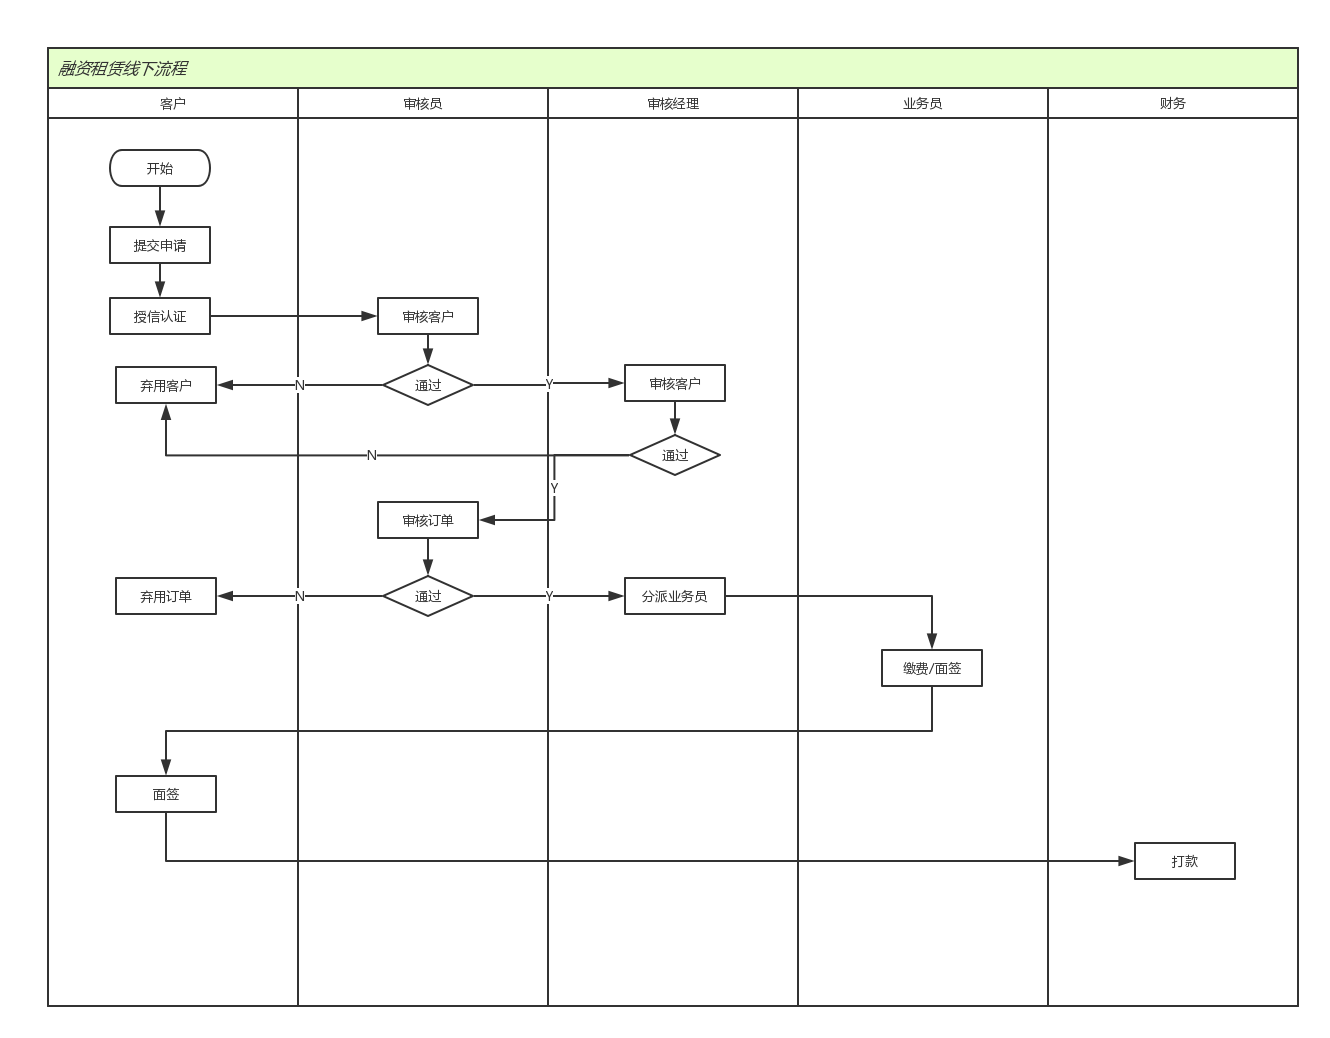 融资租赁线下流程
客户
审核员
审核经理
业务员
财务
开始
提交申请
授信认证
审核客户
弃用客户
N
通过
Y
审核客户
N
通过
Y
审核订单
弃用订单
N
通过
Y
分派业务员
缴费/面签
面签
打款